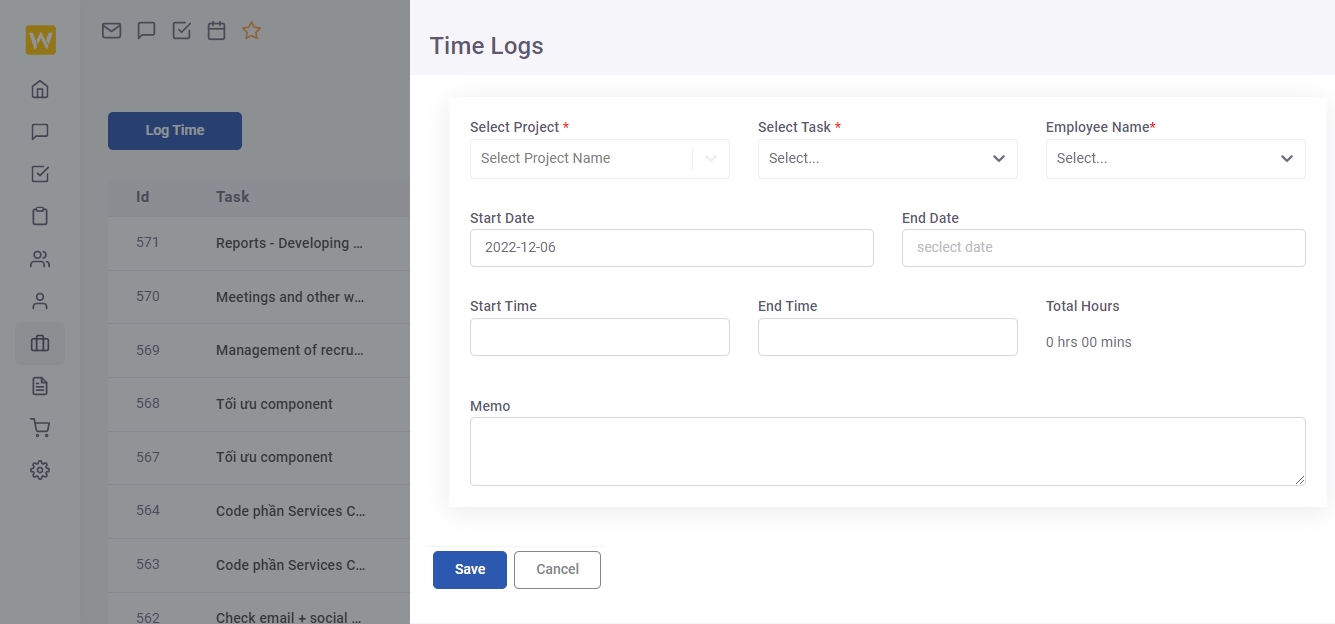 W
Time Logs
Log Time
Select Project *
Select Task *
Employee Name*
Select Project Name
Select...
Select...
Start Date
End Date
2022-12-06
seclect date
Start Time
End Time
Total Hours
0 hrs 00 mins
Memo
Save
Cancel
Id Task
571 Reports - Developing ...
570 Meetings and other w...
569 Management of recru...
568 Tối ưu component
567 Tối ưu component
564 Code phần Services C...
563 Code phần Services C...
562 Check email + social ...